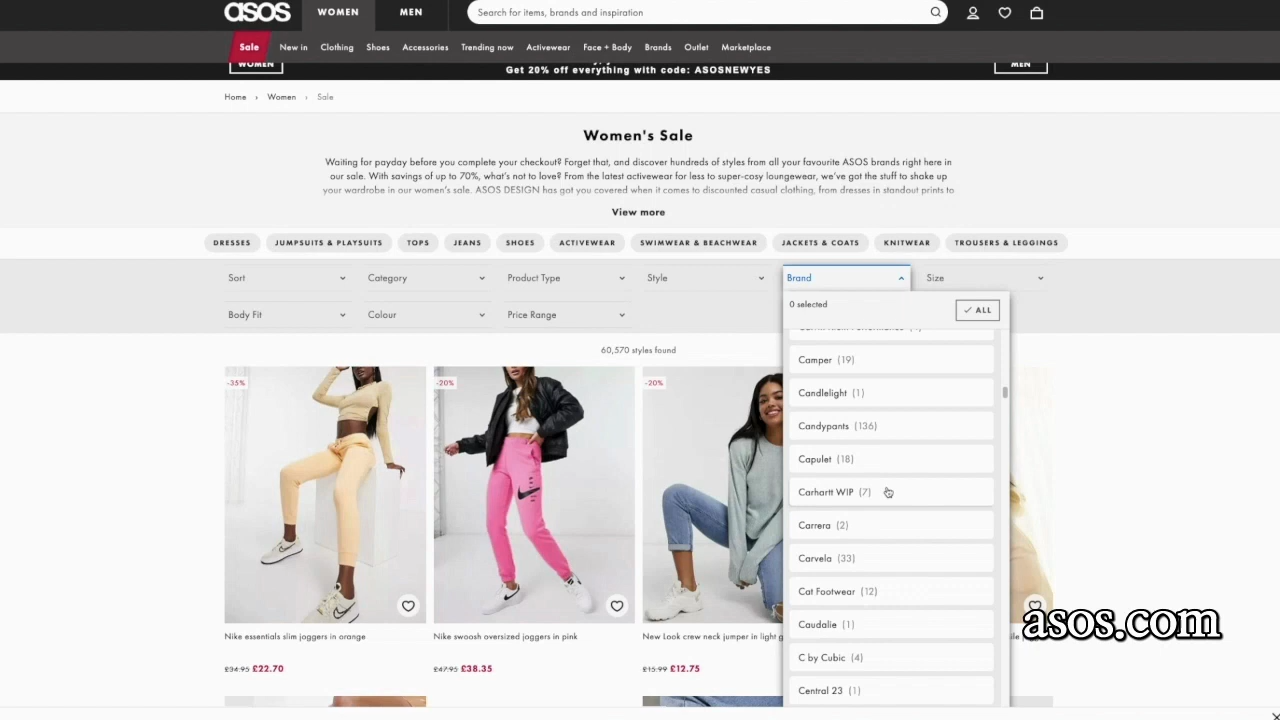 asos
WOMEN
MEN
Search for items, brands and inspiration
Sale
New in
Clothing
Shoes
Accessories
Trending now
Activewear
Face + Body
Brands
Outlet
Marketplace
WOMEN
Get 20% off everything with code: ASOSNEWYES
MEN
Home › Women › Sale
Women's Sale
Waiting for payday before you complete your checkout? Forget that, and discover hundreds of styles from all your favourite ASOS brands right here in
our sale. With savings of up to 70%, what's not to love? From the latest activewear for less to super-cosy loungewear, we've got the stuff to shake up
your wardrobe in our women's sale. ASOS DESIGN has got you covered when it comes to discounted casual clothing, from dresses in standout prints to
View more
DRESSES
JUMPSUITS & PLAYSUITS
TOPS
JEANS
SHOES
ACTIVEWEAR
SWIMWEAR & BEACHWEAR
JACKETS & COATS
KNITWEAR
TROUSERS & LEGGINGS
Sort
Category
Product Type
Style
Brand
Size
Body Fit
Colour
Price Range
0 selected
✓ ALL
Camper (19)
Candlelight (1)
Candypants (136)
Capulet (18)
Carhartt WIP (7)
Carrera (2)
Carvela (33)
Cat Footwear (12)
Caudalie (1)
C by Cubic (4)
Central 23 (1)
60,570 styles found
-35%
-20%
-20%
Nike essentials slim joggers in orange
£34.95 £22.70
Nike swoosh oversized joggers in pink
£47.95 £38.35
New Look crew neck jumper in light
£15.99 £12.75
asos.com